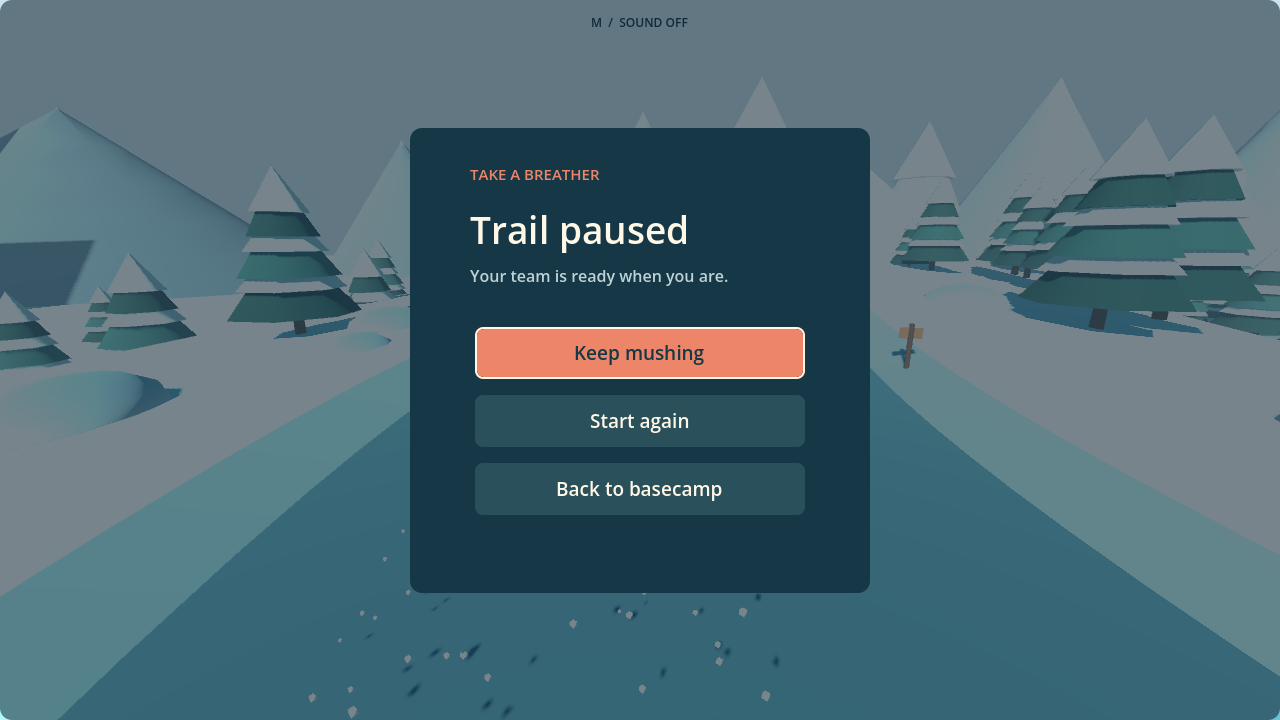 M / SOUND OFF
TAKE A BREATHER
Trail paused
Your team is ready when you are.
Keep mushing
Start again
Back to basecamp